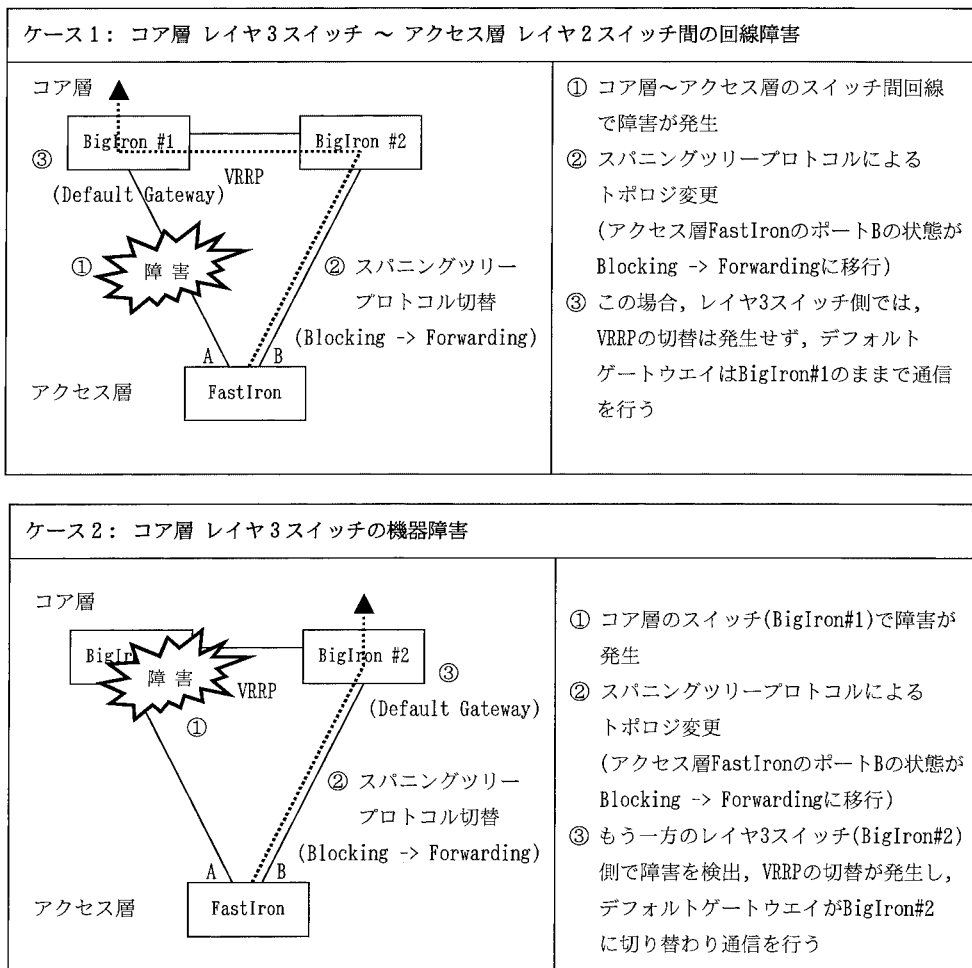 ケース1: コア層 レイヤ3スイッチ ～ アクセス層 レイヤ2スイッチ間の回線障害
コア層
BigIron #1
BigIron #2
③
VRRP
(Default Gateway)
①
障 害
② スパニングツリー
プロトコル切替
(Blocking -> Forwarding)
A
B
アクセス層
FastIron
① コア層～アクセス層のスイッチ間回線
で障害が発生
② スパニングツリープロトコルによる
トポロジ変更
(アクセス層FastIronのポートBの状態が
Blocking -> Forwardingに移行)
③ この場合，レイヤ3スイッチ側では，
VRRPの切替は発生せず，デフォルト
ゲートウエイはBigIron#1のままで通信
を行う
ケース2: コア層 レイヤ3スイッチの機器障害
コア層
BigIr
障 害
BigIron #2
VRRP
③
①
(Default Gateway)
② スパニングツリー
プロトコル切替
(Blocking -> Forwarding)
A
B
アクセス層
FastIron
① コア層のスイッチ(BigIron#1)で障害が
発生
② スパニングツリープロトコルによる
トポロジ変更
(アクセス層FastIronのポートBの状態が
Blocking -> Forwardingに移行)
③ もう一方のレイヤ3スイッチ(BigIron#2)
側で障害を検出，VRRPの切替が発生し，
デフォルトゲートウエイがBigIron#2
に切り替わり通信を行う